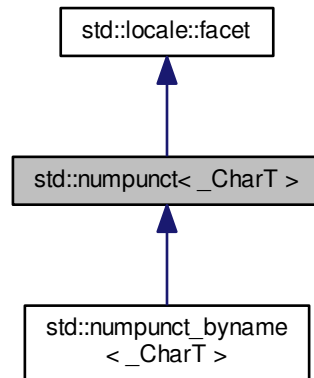 std::locale::facet
std::numpunct< _CharT >
std::numpunct_byname
< _CharT >